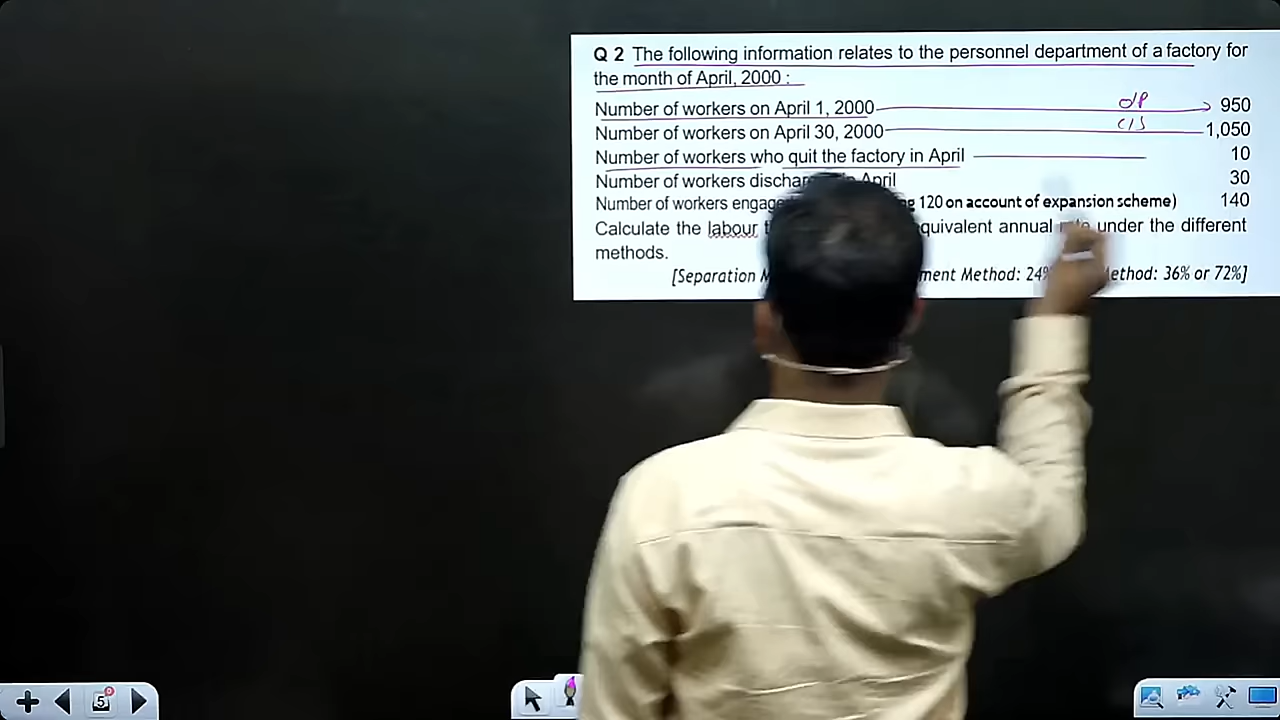 Q 2 The following information relates to the personnel department of a factory for
the month of April, 2000 :
Number of workers on April 1, 2000 o/p 950
Number of workers on April 30, 2000 c/s 1,050
Number of workers who quit the factory in April 10
Number of workers April 30
Number of workers 120 on account of expansion scheme) 140
Calculate the labour annual under the different
methods.
[Separation Method: 36% or 72%]
5